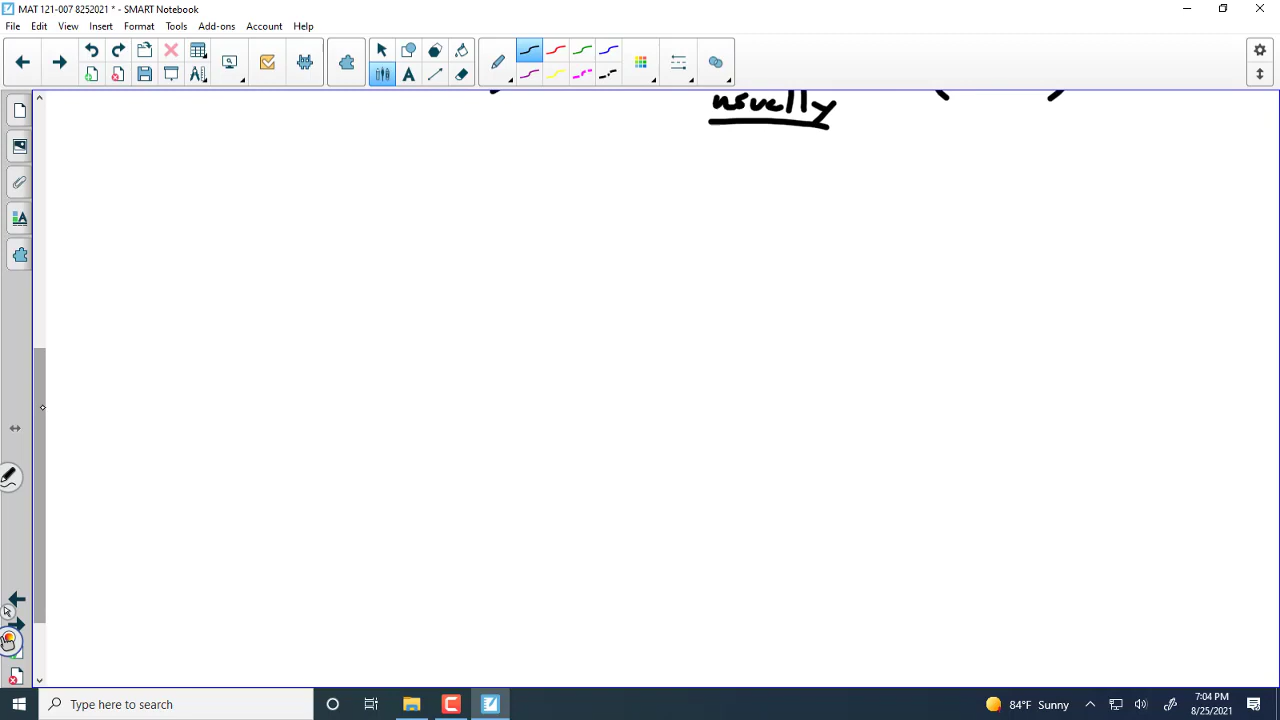 MAT 121-007 8252021 * - SMART Notebook
File Edit View Insert Format Tools Add-ons Account Help
usually
Type here to search
84°F Sunny
7:04 PM
8/25/2021